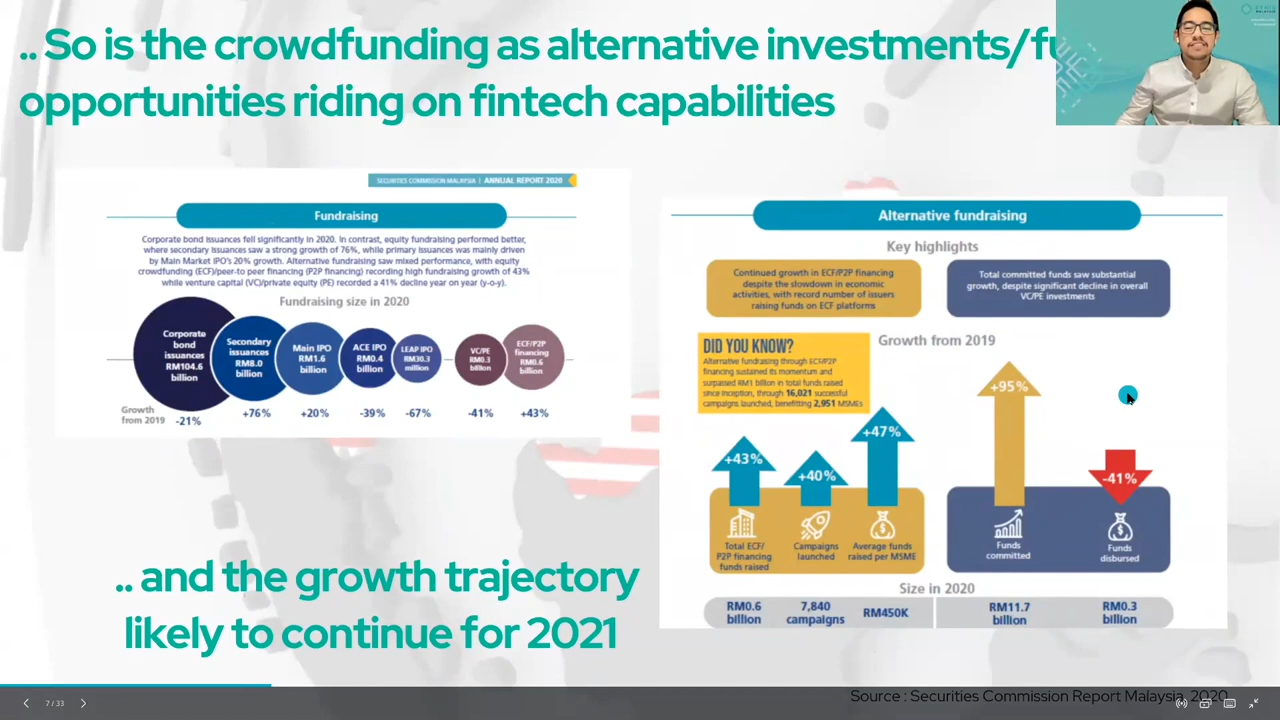 .. So is the crowdfunding as alternative investments/fu
opportunities riding on fintech capabilities
SECURITIES COMMISSION MALAYSIA | ANNUAL REPORT 2020
Fundraising
Corporate bond issuances fell significantly in 2020. In contrast, equity fundraising performed better,
where secondary issuances saw a strong growth of 76%, while primary issuances was mainly driven
by Main Market IPO's 20% growth. Alternative fundraising saw mixed performance, with equity
crowdfunding (ECF)/peer-to peer financing (P2P financing) recording high fundraising growth of 43%
while venture capital (VC)/private equity (PE) recorded a 41% decline year on year (y-o-y).
Fundraising size in 2020
Corporate
bond
issuances
RM104.6
billion
Secondary
issuances
RM8.0
billion
Main IPO
RM1.6
billion
ACE IPO
RM0.4
billion
LEAP IPO
RM30.3
million
VC/PE
RM0.3
billion
ECF/P2P
financing
RM0.6
billion
Growth
from 2019
-21%
+76%
+20%
-39%
-67%
-41%
+43%
Alternative fundraising
Key highlights
Continued growth in ECF/P2P financing
despite the slowdown in economic
activities, with record number of issuers
raising funds on ECF platforms
Total committed funds saw substantial
growth, despite significant decline in overall
VC/PE investments
DID YOU KNOW?
Alternative fundraising through ECF/P2P
financing sustained its momentum and
surpassed RM1 billion in total funds raised
since inception, through 16,021 successful
campaigns launched, benefitting 2,951 MSMEs
Growth from 2019
+43%
+40%
+47%
+95%
-41%
Total ECF/
P2P financing
funds raised
Campaigns
launched
Average funds
raised per MSME
Funds
committed
Funds
disbursed
Size in 2020
RM0.6
billion
7,840
campaigns
RM450K
RM11.7
billion
RM0.3
billion
.. and the growth trajectory
likely to continue for 2021
Source : Securities Commission Report Malaysia, 2020
7 / 33